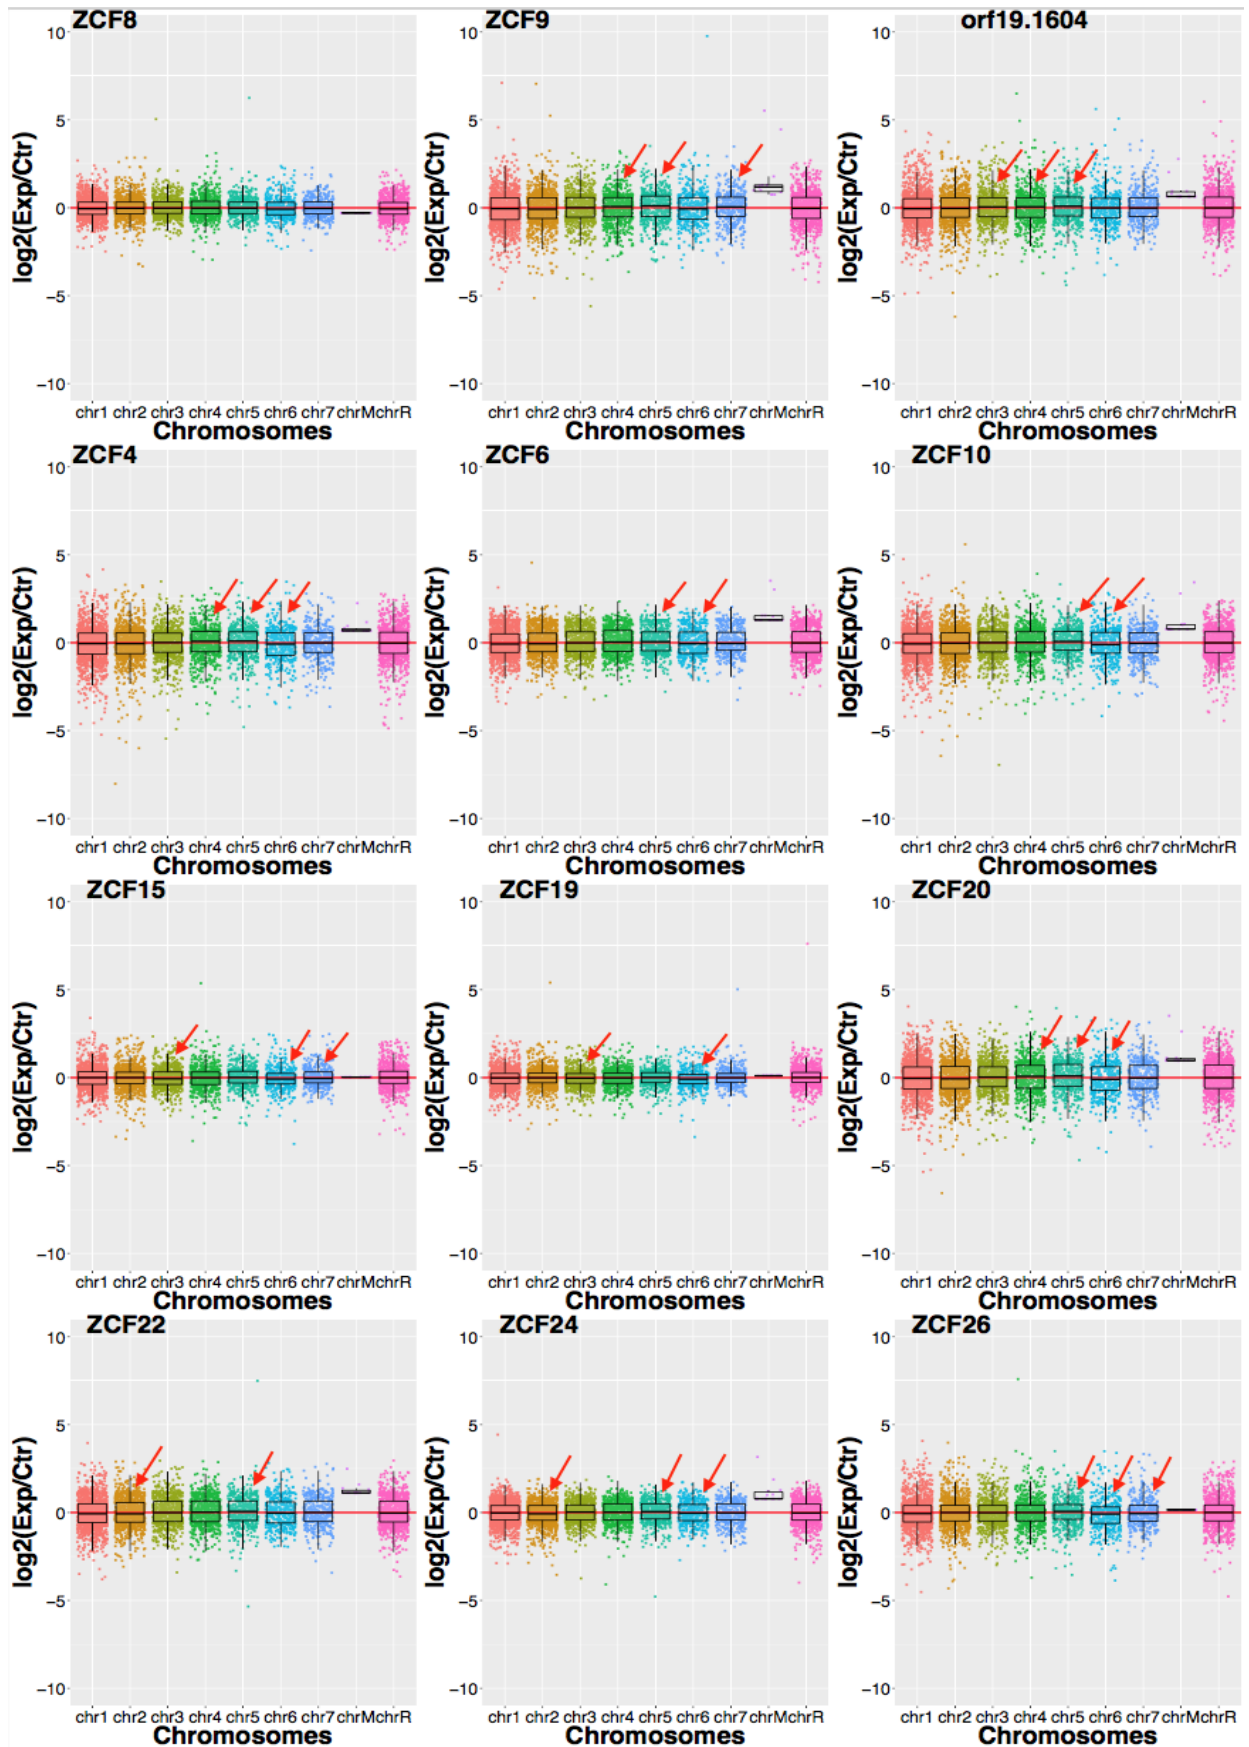 ZCF8 ZCF9 orf19.1604
10 10 10
5 5 5
0 0 0
−5 −5 −5
−10 −10 −10
log2(Exp/Ctr) log2(Exp/Ctr) log2(Exp/Ctr)
chr1 chr2 chr3 chr4 chr5 chr6 chr7 chrM chrR chr1 chr2 chr3 chr4 chr5 chr6 chr7 chrM chrR chr1 chr2 chr3 chr4 chr5 chr6 chr7 chrM chrR
Chromosomes Chromosomes Chromosomes
ZCF4 ZCF6 ZCF10
10 10 10
5 5 5
0 0 0
−5 −5 −5
−10 −10 −10
log2(Exp/Ctr) log2(Exp/Ctr) log2(Exp/Ctr)
chr1 chr2 chr3 chr4 chr5 chr6 chr7 chrM chrR chr1 chr2 chr3 chr4 chr5 chr6 chr7 chrM chrR chr1 chr2 chr3 chr4 chr5 chr6 chr7 chrM chrR
Chromosomes Chromosomes Chromosomes
ZCF15 ZCF19 ZCF20
10 10 10
5 5 5
0 0 0
−5 −5 −5
−10 −10 −10
log2(Exp/Ctr) log2(Exp/Ctr) log2(Exp/Ctr)
chr1 chr2 chr3 chr4 chr5 chr6 chr7 chrM chrR chr1 chr2 chr3 chr4 chr5 chr6 chr7 chrM chrR chr1 chr2 chr3 chr4 chr5 chr6 chr7 chrM chrR
Chromosomes Chromosomes Chromosomes
ZCF22 ZCF24 ZCF26
10 10 10
5 5 5
0 0 0
−5 −5 −5
−10 −10 −10
log2(Exp/Ctr) log2(Exp/Ctr) log2(Exp/Ctr)
chr1 chr2 chr3 chr4 chr5 chr6 chr7 chrM chrR chr1 chr2 chr3 chr4 chr5 chr6 chr7 chrM chrR chr1 chr2 chr3 chr4 chr5 chr6 chr7 chrM chrR
Chromosomes Chromosomes Chromosomes